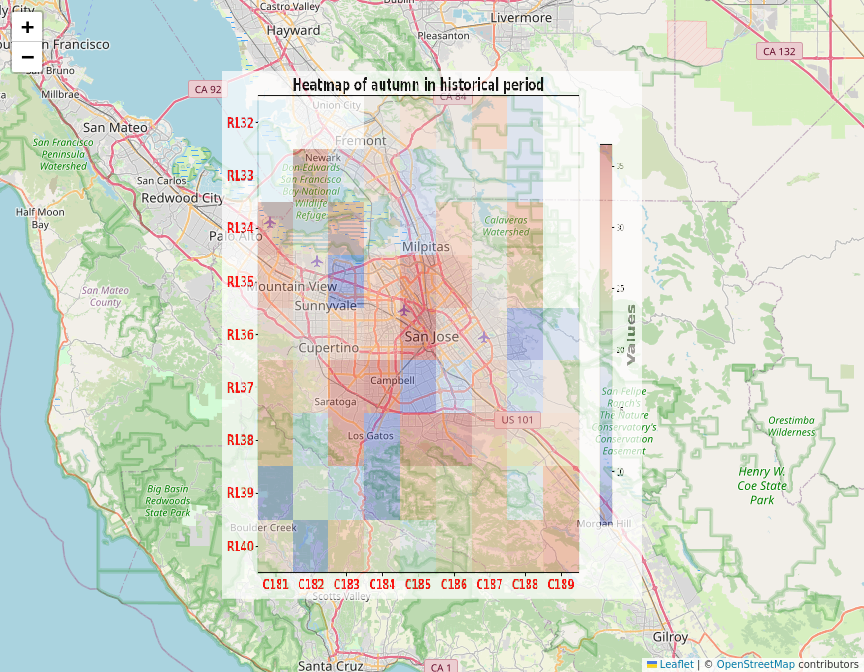 Castro Valley
Dublin
Livermore
+
San Francisco
Hayward
Pleasanton
CA 132
−
San Bruno
Millbrae
CA 92
Heatmap of autumn in historical period
CA 84
Union City
San Mateo
R132
Fremont
San Francisco
Peninsula
Watershed
Newark
Don Edwards
San Francisco
Bay National
Wildlife
Refuge
35
R133
San Carlos
Redwood City
Half Moon
Bay
R134
30
Calaveras
Watershed
Palo Alto
Milpitas
San Mateo
County
R135
Mountain View
25
Sunnyvale
R136
San Jose
Values
Cupertino
20
R137
Campbell
Saratoga
San Felipe
Ranch's
The Nature
Conservancy's
Conservation
Easement
US 101
Orestimba
Wilderness
R138
Los Gatos
10
Henry W.
Coe State
Park
R139
Big Basin
Redwoods
State Park
Boulder Creek
Morgan Hill
R140
C181 C182 C183 C184 C185 C186 C187 C188 C189
Scotts Valley
Gilroy
Santa Cruz
CA 1
Leaflet | © OpenStreetMap contributors